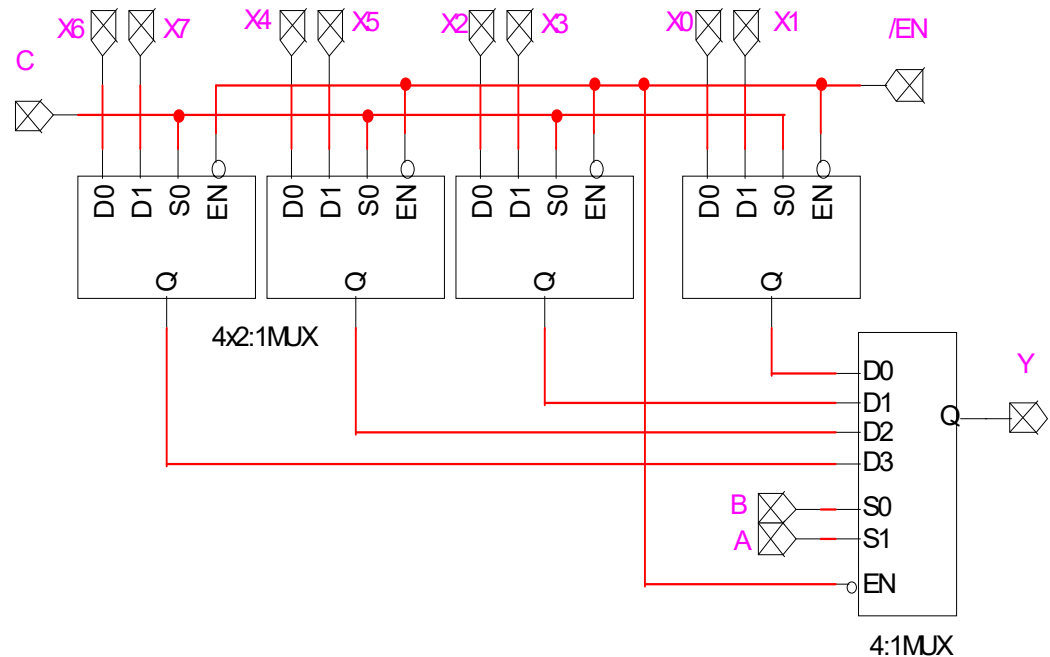 X6 X7 X4 X5 X2 X3 X0 X1 /EN
C
D0 D1 S0 EN D0 D1 S0 EN D0 D1 S0 EN D0 D1 S0 EN
Q Q Q Q
4x2:1MUX
D0
D1
D2
D3
Q
Y
B S0
A S1
EN
4:1MUX